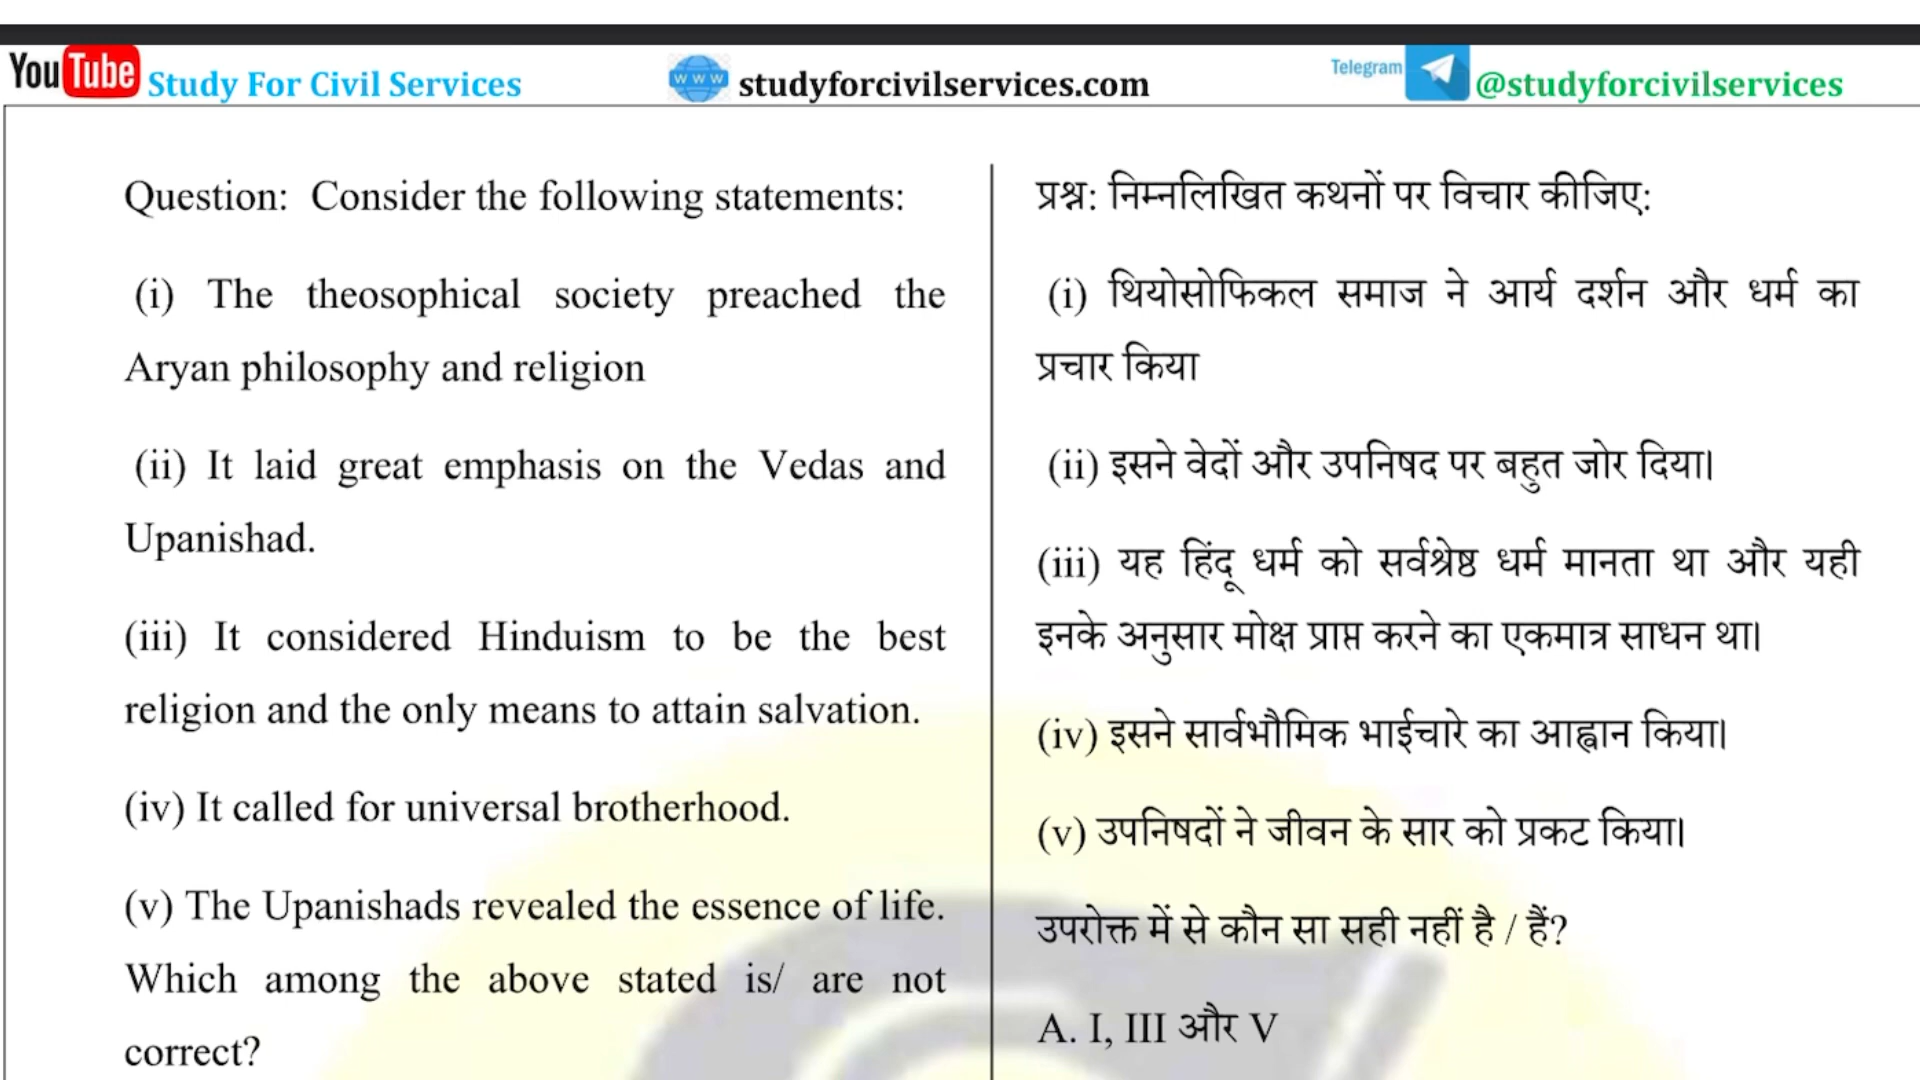 YouTube Study For Civil Services
www studyforcivilservices.com
Telegram @studyforcivilservices
Question: Consider the following statements:
(i) The theosophical society preached the
Aryan philosophy and religion
(ii) It laid great emphasis on the Vedas and
Upanishad.
(iii) It considered Hinduism to be the best
religion and the only means to attain salvation.
(iv) It called for universal brotherhood.
(v) The Upanishads revealed the essence of life.
Which among the above stated is/ are not
correct?
प्रश्न: निम्नलिखित कथनों पर विचार कीजिए:
(i) थियोसोफिकल समाज ने आर्य दर्शन और धर्म का
प्रचार किया
(ii) इसने वेदों और उपनिषद पर बहुत जोर दिया।
(iii) यह हिंदू धर्म को सर्वश्रेष्ठ धर्म मानता था और यही
इनके अनुसार मोक्ष प्राप्त करने का एकमात्र साधन था।
(iv) इसने सार्वभौमिक भाईचारे का आह्वान किया।
(v) उपनिषदों ने जीवन के सार को प्रकट किया।
उपरोक्त में से कौन सा सही नहीं है / हैं?
A. I, III और V